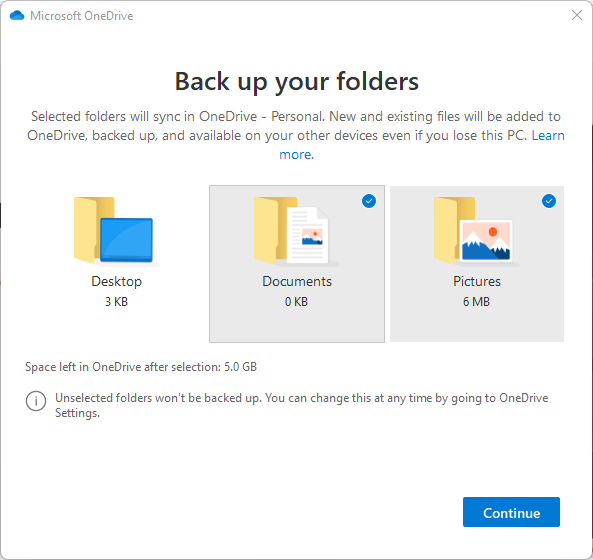 Microsoft OneDrive
Back up your folders
Selected folders will sync in OneDrive - Personal. New and existing files will be added to
OneDrive, backed up, and available on your other devices even if you lose this PC. Learn
more.
Desktop
3 KB
Documents
0 KB
Pictures
6 MB
Space left in OneDrive after selection: 5.0 GB
Unselected folders won't be backed up. You can change this at any time by going to OneDrive
Settings.
Continue